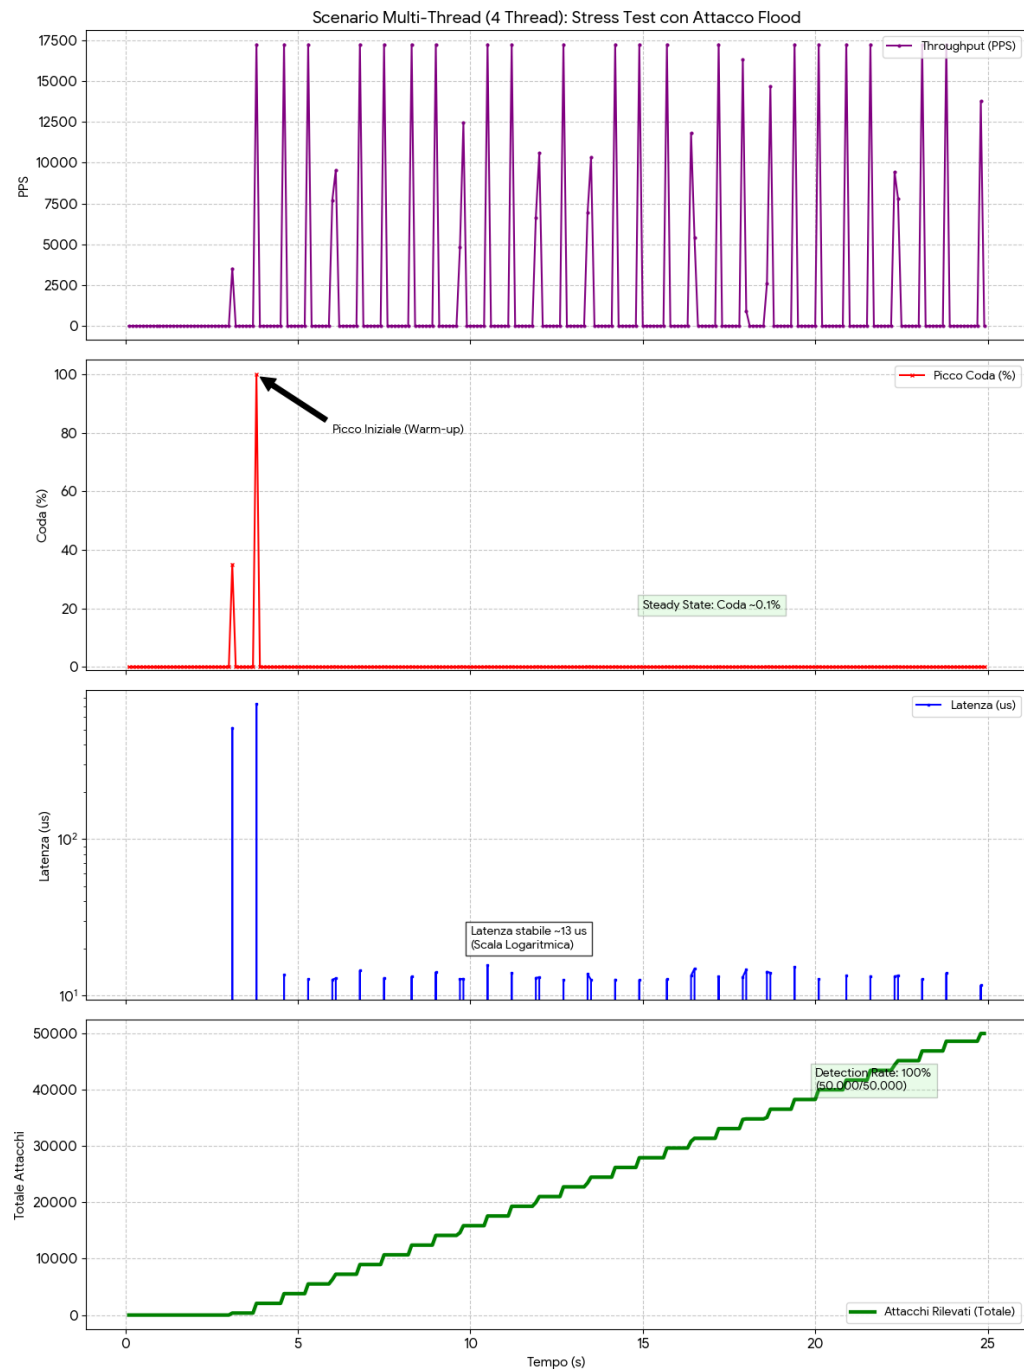 Scenario Multi-Thread (4 Thread): Stress Test con Attacco Flood
17500
15000
12500
10000
7500
5000
2500
0
PPS
Throughput (PPS)
100
80
60
40
20
0
Coda (%)
Picco Coda (%)
Picco Iniziale (Warm-up)
Steady State: Coda ~0.1%
10²
10¹
Latenza (us)
Latenza (us)
Latenza stabile ~13 us
(Scala Logaritmica)
50000
40000
30000
20000
10000
0
Totale Attacchi
Detection Rate: 100%
(50.000/50.000)
Attacchi Rilevati (Totale)
0 5 10 15 20 25
Tempo (s)